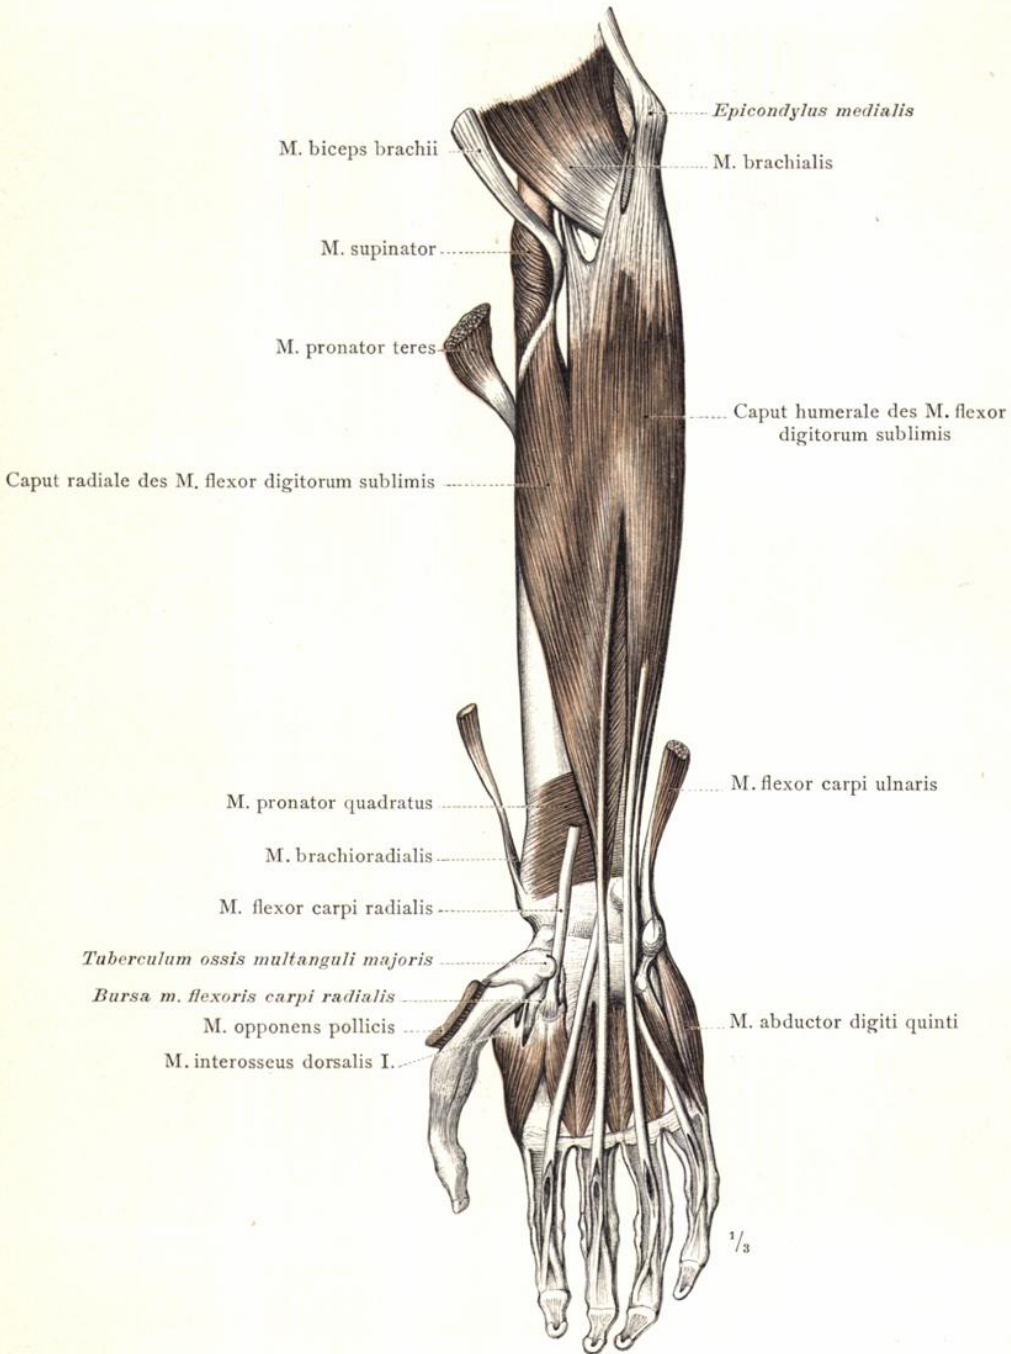 Epicondylus medialis
M. biceps brachii
M. brachialis
M. supinator
M. pronator teres
Caput humerale des M. flexor
digitorum sublimis
Caput radiale des M. flexor digitorum sublimis
M. flexor carpi ulnaris
M. pronator quadratus
M. brachioradialis
M. flexor carpi radialis
Tuberculum ossis multanguli majoris
Bursa m. flexoris carpi radialis
M. opponens pollicis
M. abductor digiti quinti
M. interosseus dorsalis I.
1/3